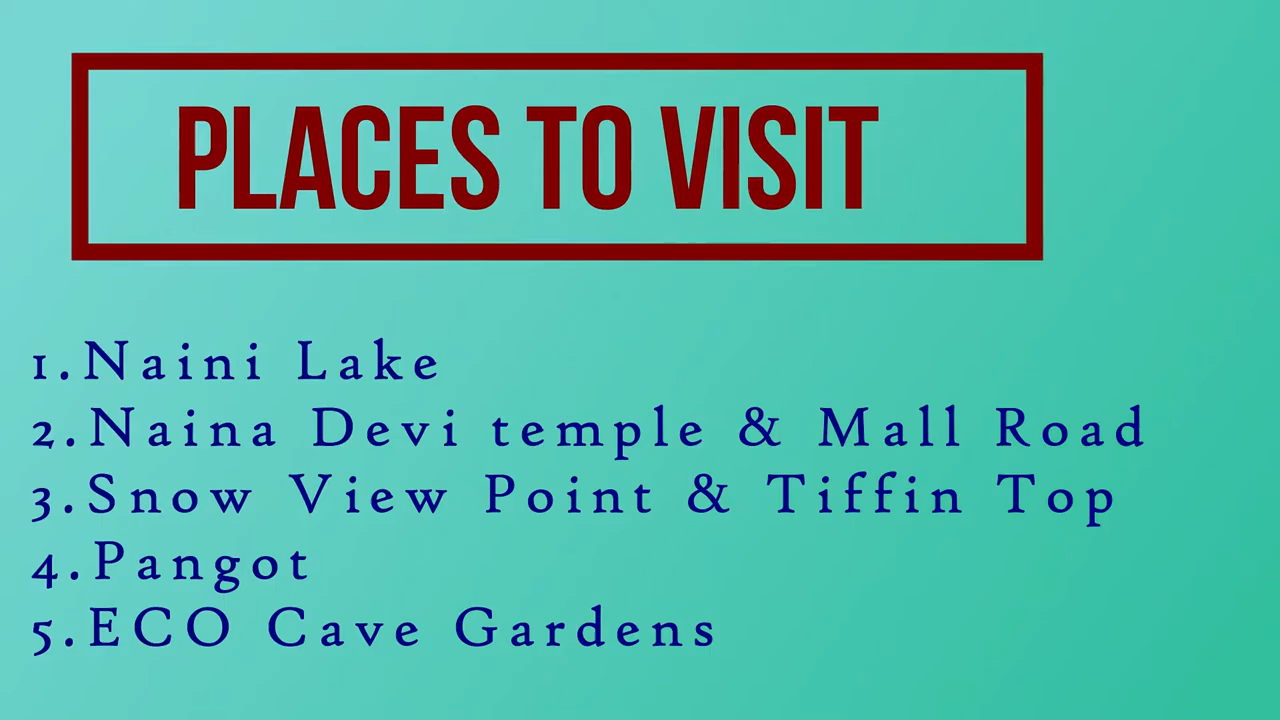 PLACES TO VISIT
1.Naini Lake
2.Naina Devi temple & Mall Road
3.Snow View Point & Tiffin Top
4.Pangot
5.ECO Cave Gardens